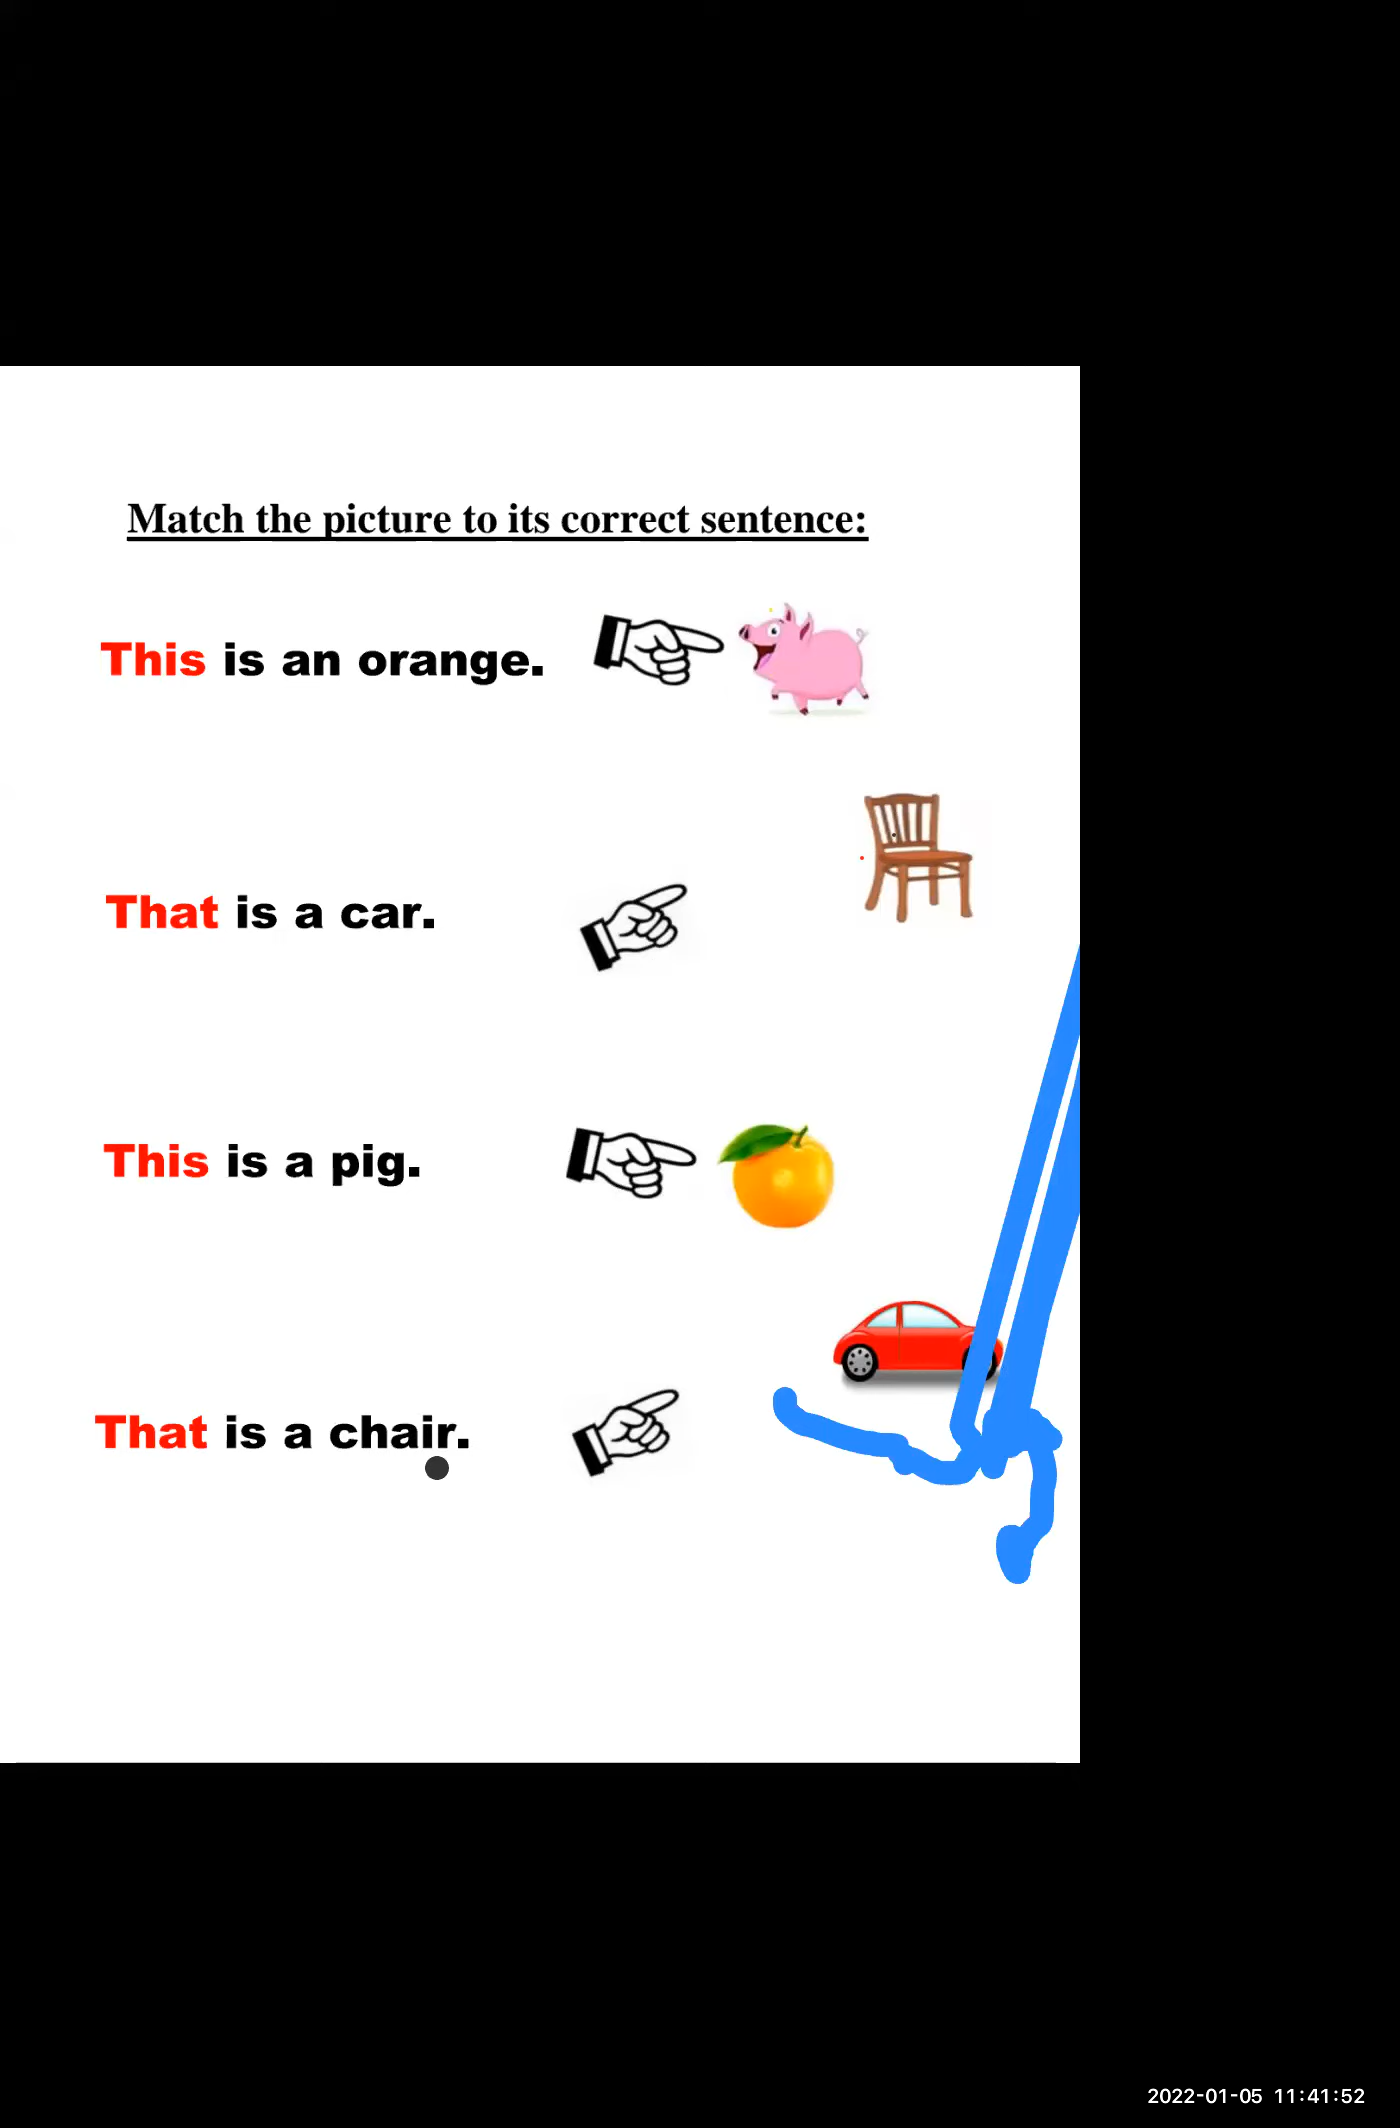 Match the picture to its correct sentence:
This is an orange.
That is a car.
This is a pig.
That is a chair.
2022-01-05 11:41:52